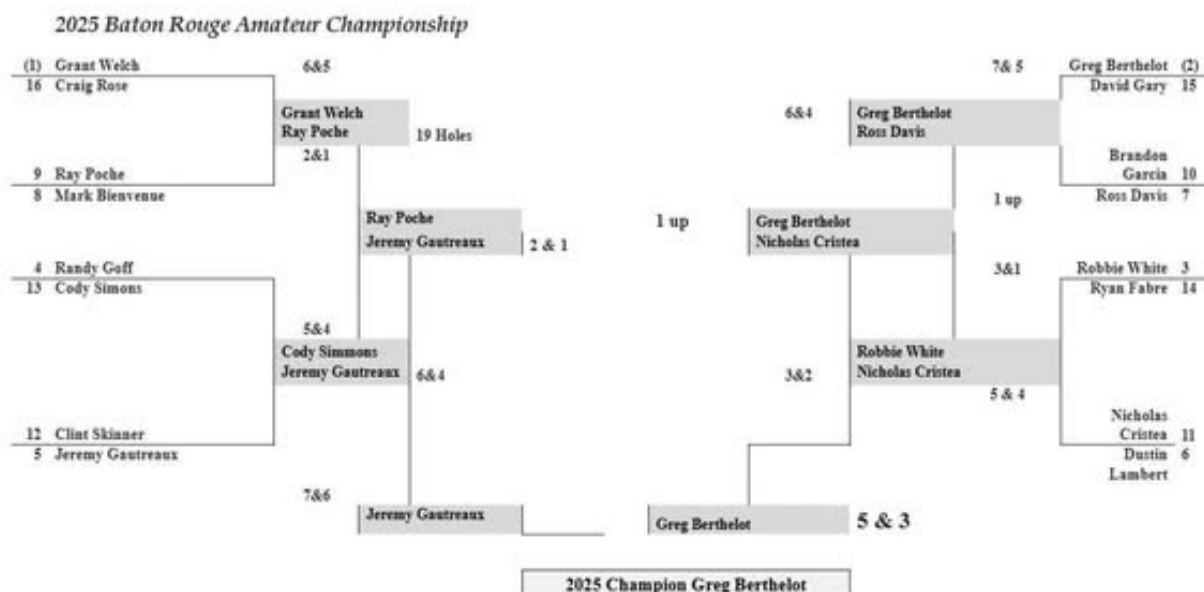 2025 Baton Rouge Amateur Championship
(1) Grant Welch
16 Craig Rose
6&5
Grant Welch
Ray Poche
19 Holes
2&1
9 Ray Poche
8 Mark Bienvenue
Ray Poche
Jeremy Gautreaux
2 & 1
4 Randy Goff
13 Cody Simons
5&4
Cody Simmons
Jeremy Gautreaux
6&4
12 Clint Skinner
5 Jeremy Gautreaux
7&6
Jeremy Gautreaux
7& 5
Greg Berthelot (2)
David Gary 15
6&4
Greg Berthelot
Ross Davis
Brandon
Garcia 10
Ross Davis 7
1 up
1 up
Greg Berthelot
Nicholas Cristea
3&1
Robbie White 3
Ryan Fabre 14
Robbie White
Nicholas Cristea
3&2
5 & 4
Nicholas
Cristea 11
Dustin 6
Lambert
Greg Berthelot
5 & 3
2025 Champion Greg Berthelot